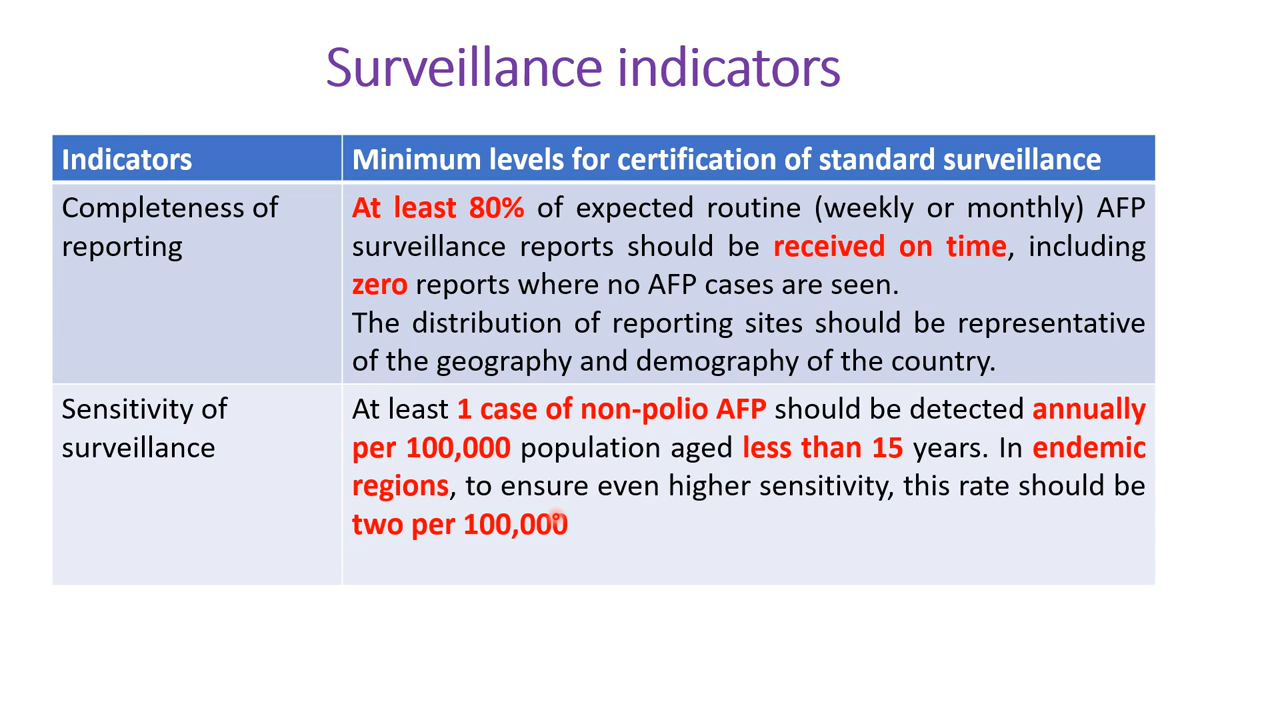 Surveillance indicators
Indicators
Minimum levels for certification of standard surveillance
Completeness of
reporting
At least 80% of expected routine (weekly or monthly) AFP
surveillance reports should be received on time, including
zero reports where no AFP cases are seen.
The distribution of reporting sites should be representative
of the geography and demography of the country.
Sensitivity of
surveillance
At least 1 case of non-polio AFP should be detected annually
per 100,000 population aged less than 15 years. In endemic
regions, to ensure even higher sensitivity, this rate should be
two per 100,000